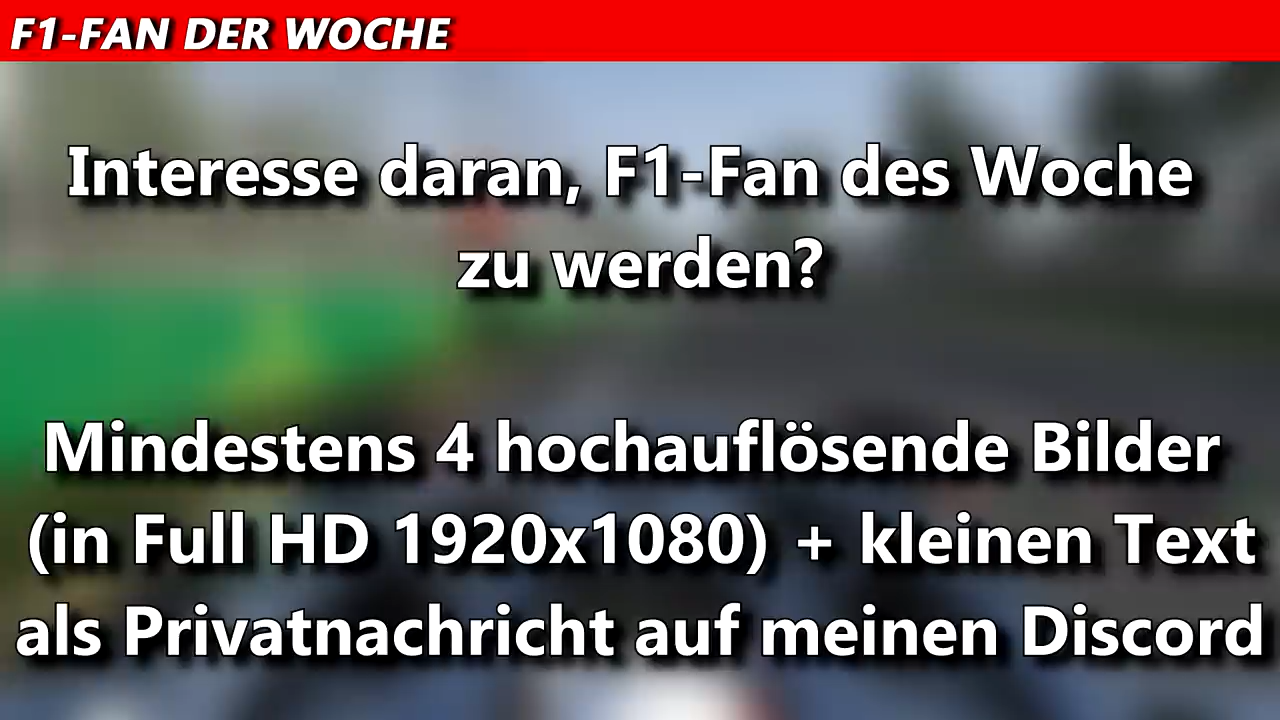 F1-FAN DER WOCHE
Interesse daran, F1-Fan des Woche
zu werden?
Mindestens 4 hochauflösende Bilder
(in Full HD 1920x1080) + kleinen Text
als Privatnachricht auf meinen Discord